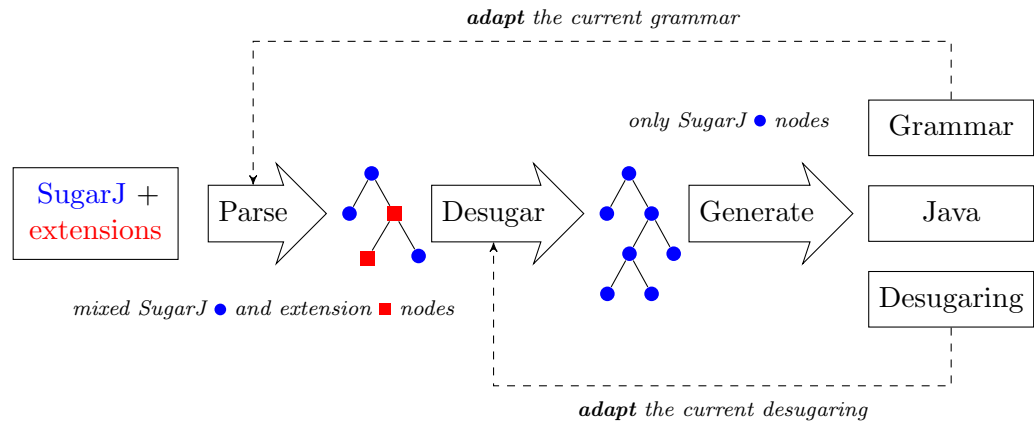 adapt the current grammar
only SugarJ nodes
Grammar
SugarJ +
extensions
Parse
Desugar
Generate
Java
Desugaring
mixed SugarJ and extension nodes
adapt the current desugaring